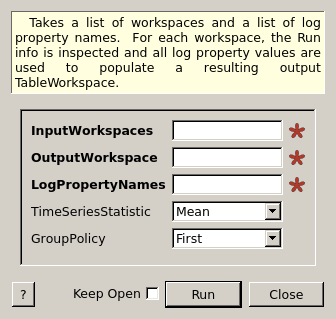 Takes a list of workspaces and a list of log
property names. For each workspace, the Run
info is inspected and all log property values are
used to populate a resulting output
TableWorkspace.
InputWorkspaces
OutputWorkspace
LogPropertyNames
TimeSeriesStatistic Mean
GroupPolicy First
? Keep Open Run Close